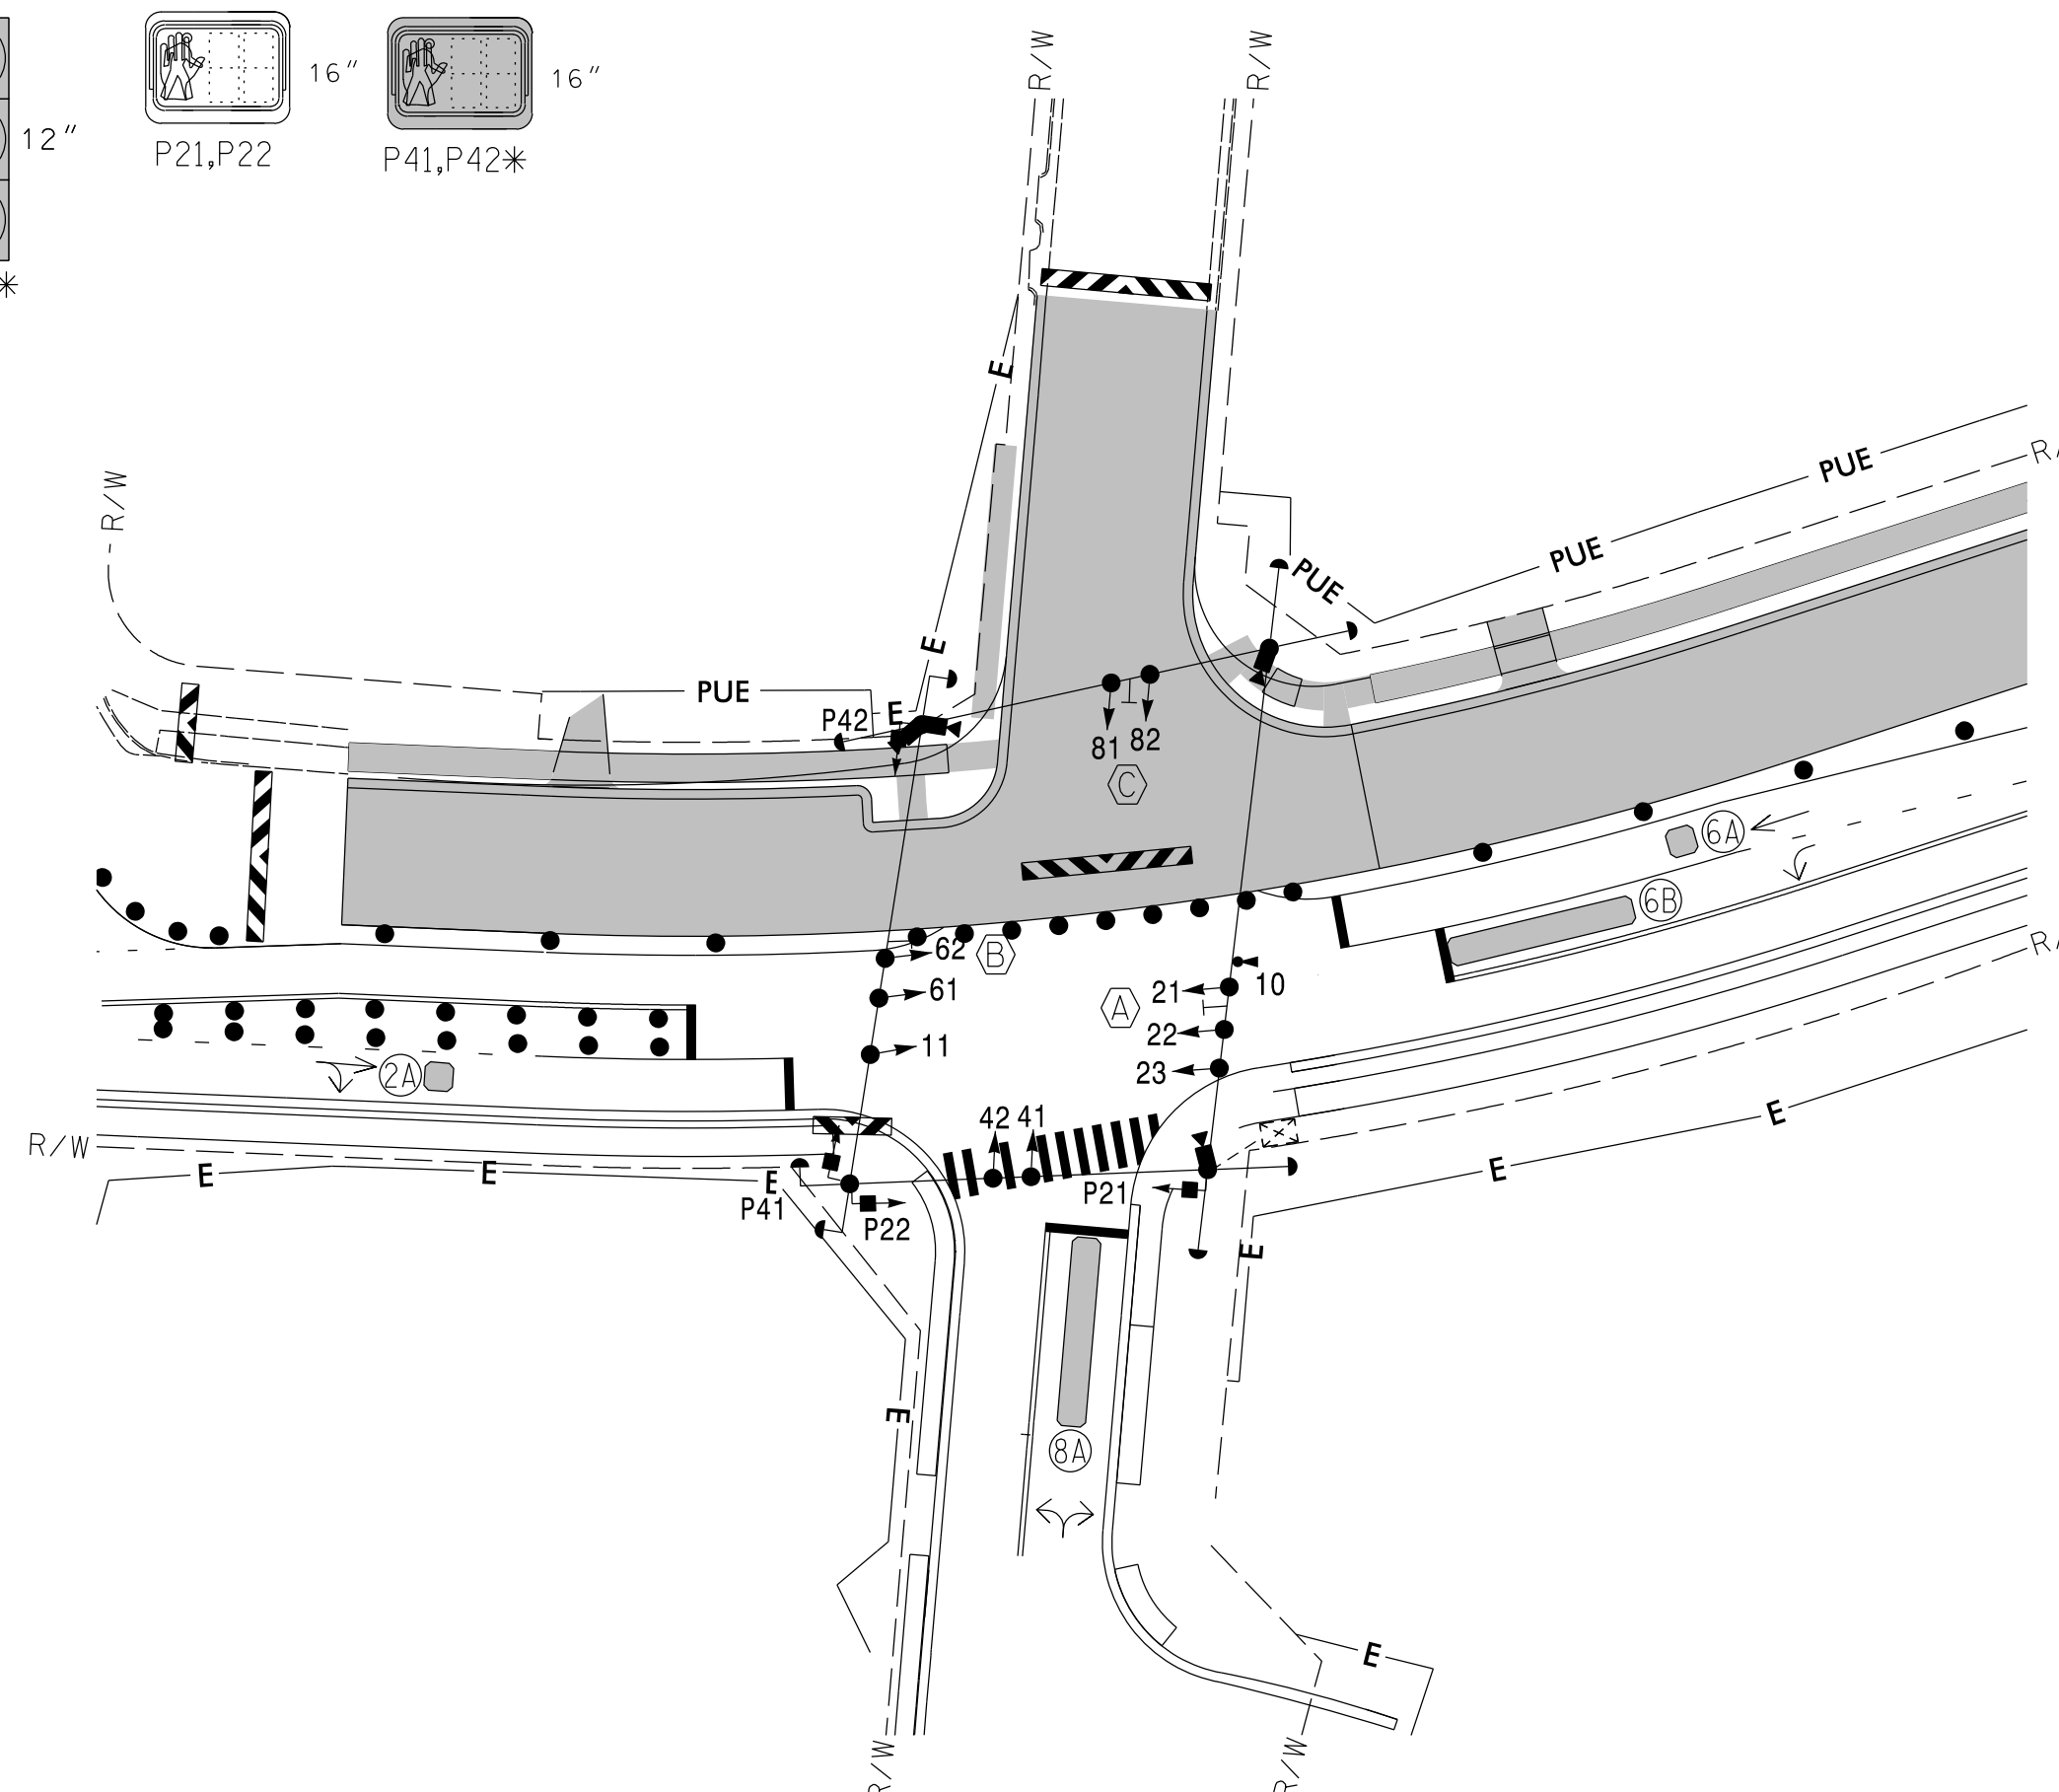 12"
16"
16"
P21,P22
P41,P42*
*
R/W
R/W
E
PUE
R/
R/W
PUE
PUE
E
PUE
P42
E
81
82
C
6A
6B
62
B
61
11
21
A
10
22
23
R/
2A
42
41
E
R/W
E
E
E
E
P41
P22
P21
E
E
8A
E
R/W
R/W